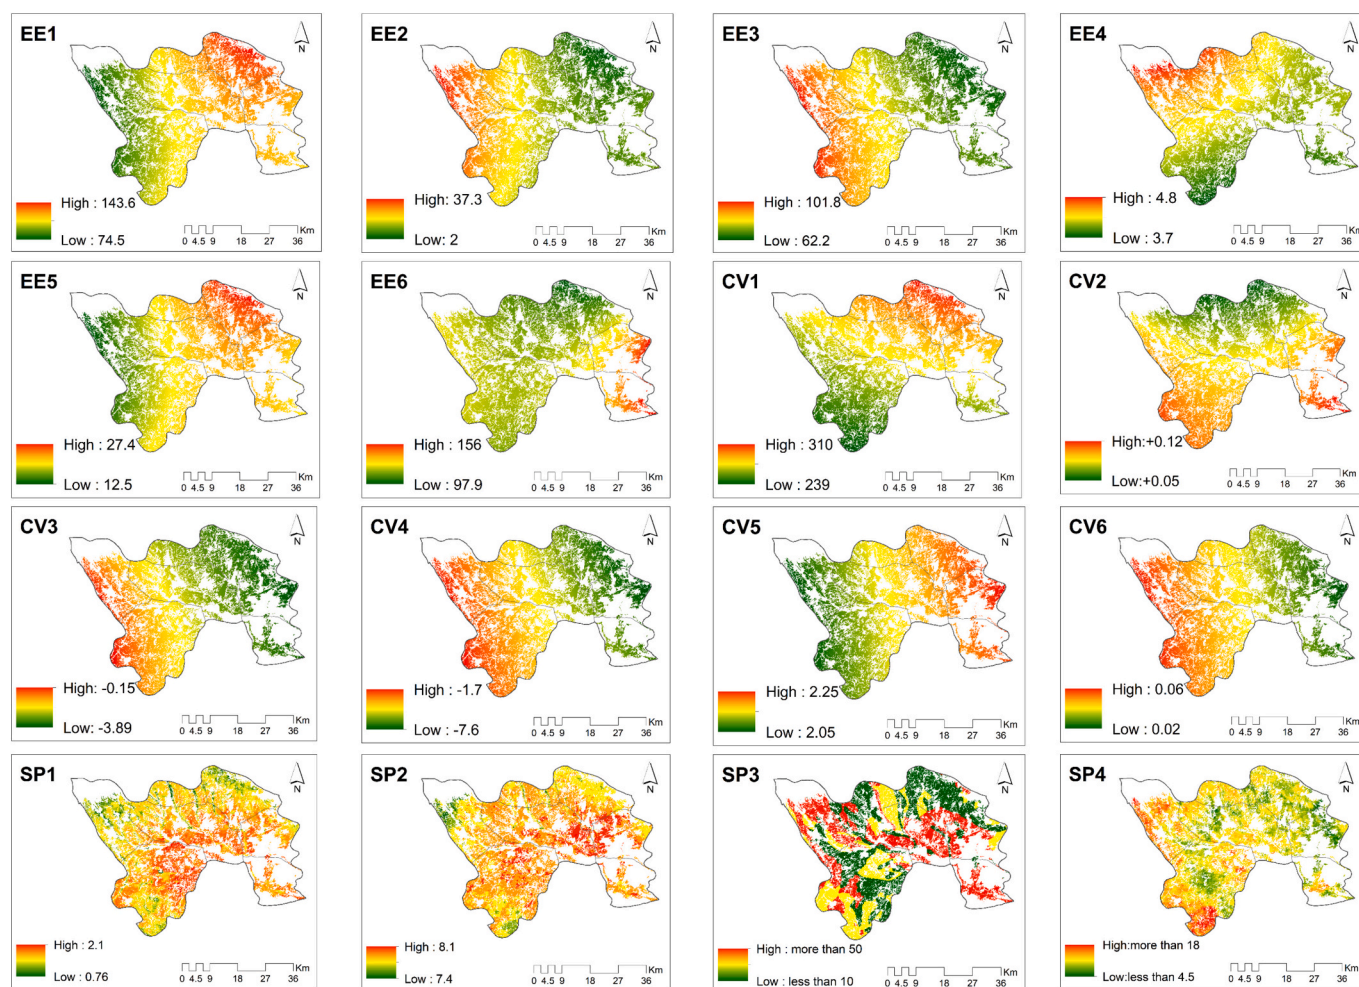 EE1
N
High : 143.6
Low : 74.5
Km
0 4.5 9 18 27 36
EE2
N
High: 37.3
Low: 2
Km
0 4.5 9 18 27 36
EE3
N
High : 101.8
Low : 62.2
Km
0 4.5 9 18 27 36
EE4
N
High : 4.8
Low : 3.7
Km
0 4.5 9 18 27 36
EE5
N
High : 27.4
Low : 12.5
Km
0 4.5 9 18 27 36
EE6
N
High : 156
Low : 97.9
Km
0 4.5 9 18 27 36
CV1
N
High : 310
Low : 239
Km
0 4.5 9 18 27 36
CV2
N
High:+0.12
Low:+0.05
Km
0 4.5 9 18 27 36
CV3
N
High: -0.15
Low: -3.89
Km
0 4.5 9 18 27 36
CV4
N
High : -1.7
Low : -7.6
Km
0 4.5 9 18 27 36
CV5
N
High : 2.25
Low : 2.05
Km
0 4.5 9 18 27 36
CV6
N
High : 0.06
Low : 0.02
Km
0 4.5 9 18 27 36
SP1
N
High : 2.1
Low : 0.76
Km
0 4.5 9 18 27 36
SP2
N
High : 8.1
Low : 7.4
Km
0 4.5 9 18 27 36
SP3
N
High : more than 50
Low : less than 10
Km
0 4.5 9 18 27 36
SP4
N
High:more than 18
Low:less than 4.5
Km
0 4.5 9 18 27 36